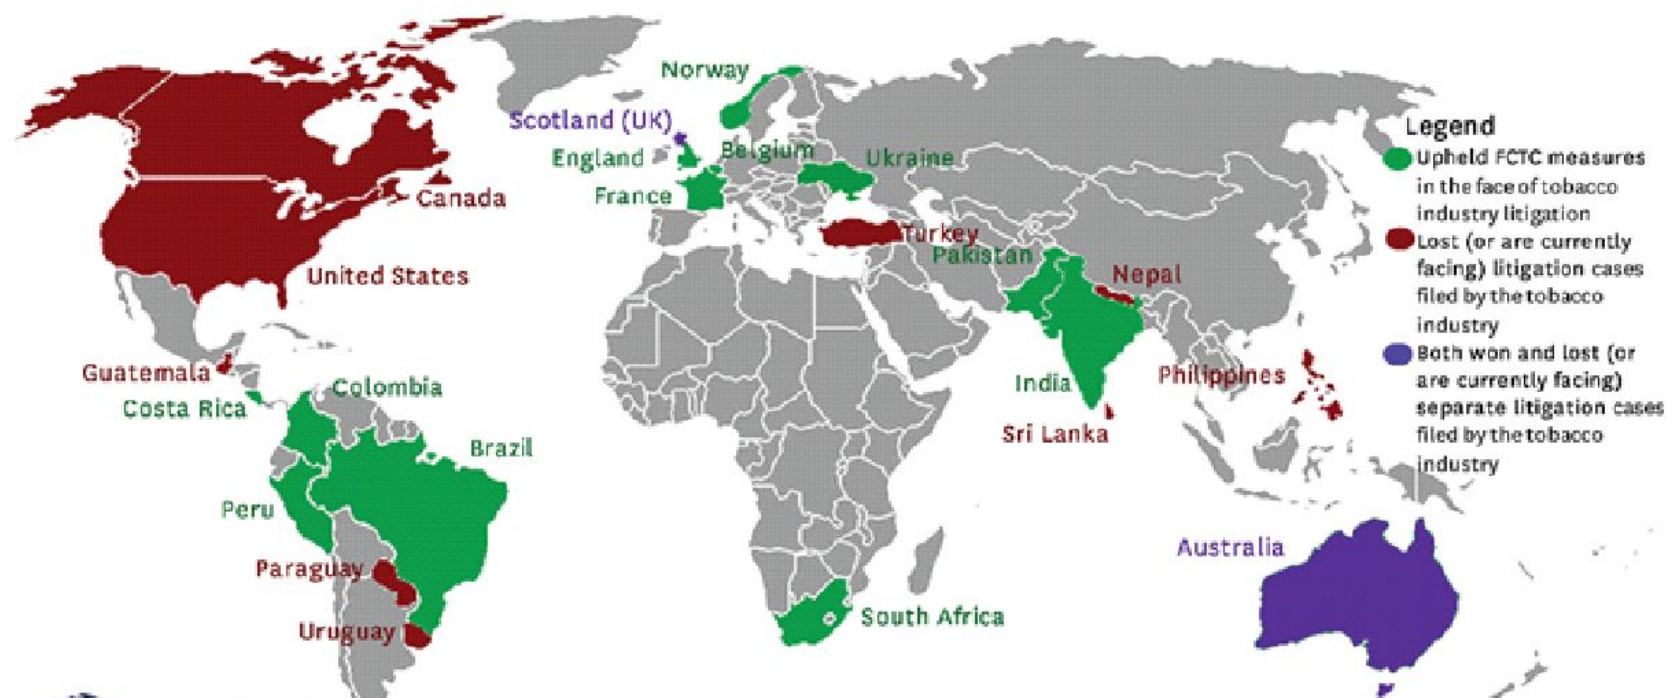 Norway
Scotland (UK)
England
Belgium
Ukraine
France
Canada
Turkey
Pakistan
United States
Nepal
Guatemala
Colombia
Costa Rica
India
Philippines
Sri Lanka
Brazil
Peru
Australia
Paraguay
South Africa
Uruguay
Legend
Upheld FCTC measures
in the face of tobacco
industry litigation
Lost (or are currently
facing) litigation cases
filed by the tobacco
industry
Both won and lost (or
are currently facing)
separate litigation cases
filed by the tobacco
industry